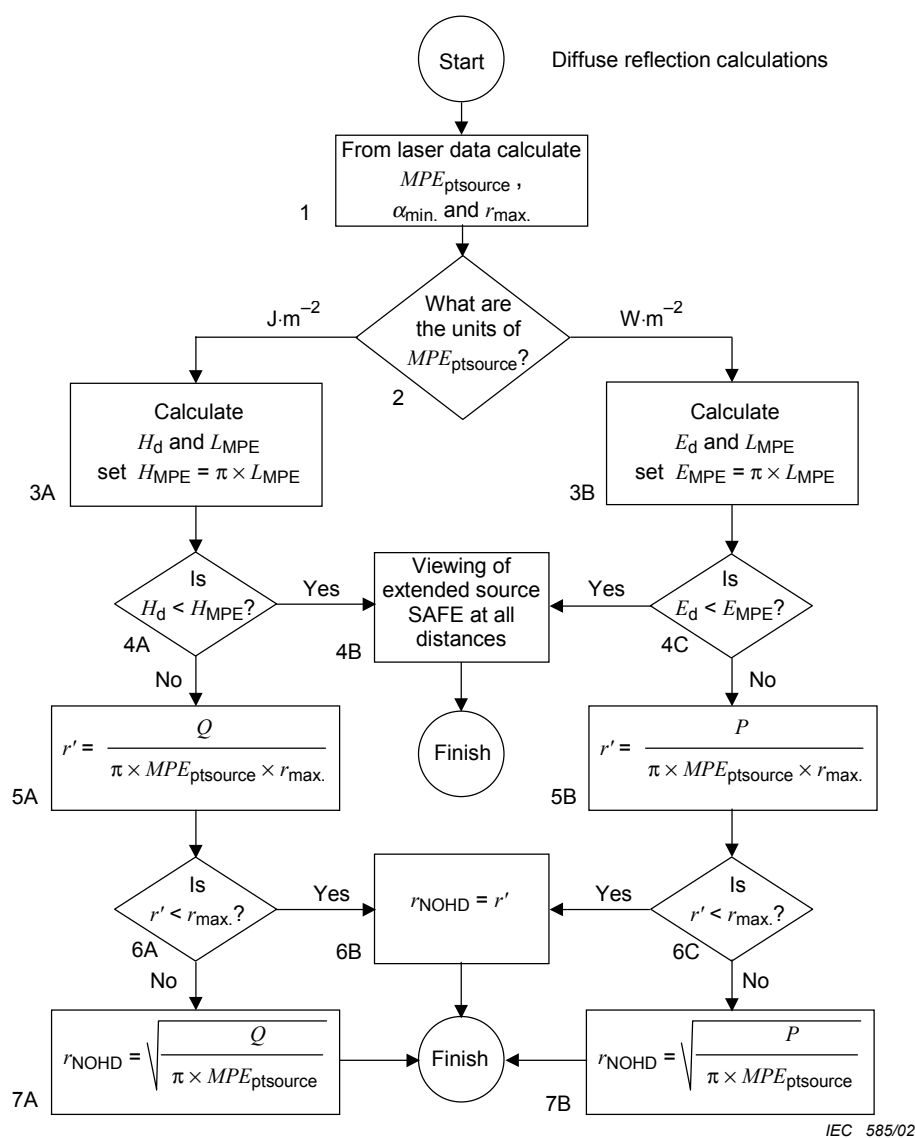 Start
Diffuse reflection calculations
From laser data calculate
MPEptsource ,
αmin. and rmax.
1
What are
the units of
MPEptsource?
2
J·m–2
W·m–2
Calculate
Hd and LMPE
set HMPE = π × LMPE
3A
Calculate
Ed and LMPE
set EMPE = π × LMPE
3B
Is
Hd < HMPE?
4A
Yes
Viewing of
extended source
SAFE at all
distances
4B
Yes
Is
Ed < EMPE?
4C
No
Finish
No
r' = Q
π × MPEptsource × rmax.
5A
r' = P
π × MPEptsource × rmax.
5B
Is
r' < rmax.?
6A
Yes
rNOHD = r'
6B
Yes
Is
r' < rmax.?
6C
No
No
rNOHD = √ Q
π × MPEptsource
7A
Finish
rNOHD = √ P
π × MPEptsource
7B
IEC 585/02